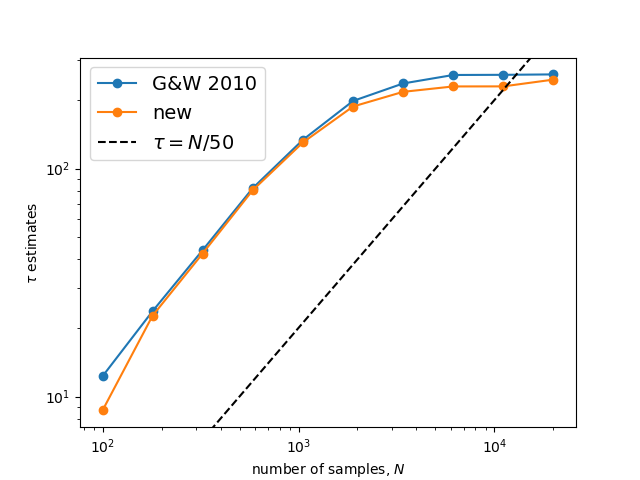 G&W 2010
new
τ = N/50
10²
10¹
τ estimates
10²
10³
10⁴
number of samples, N